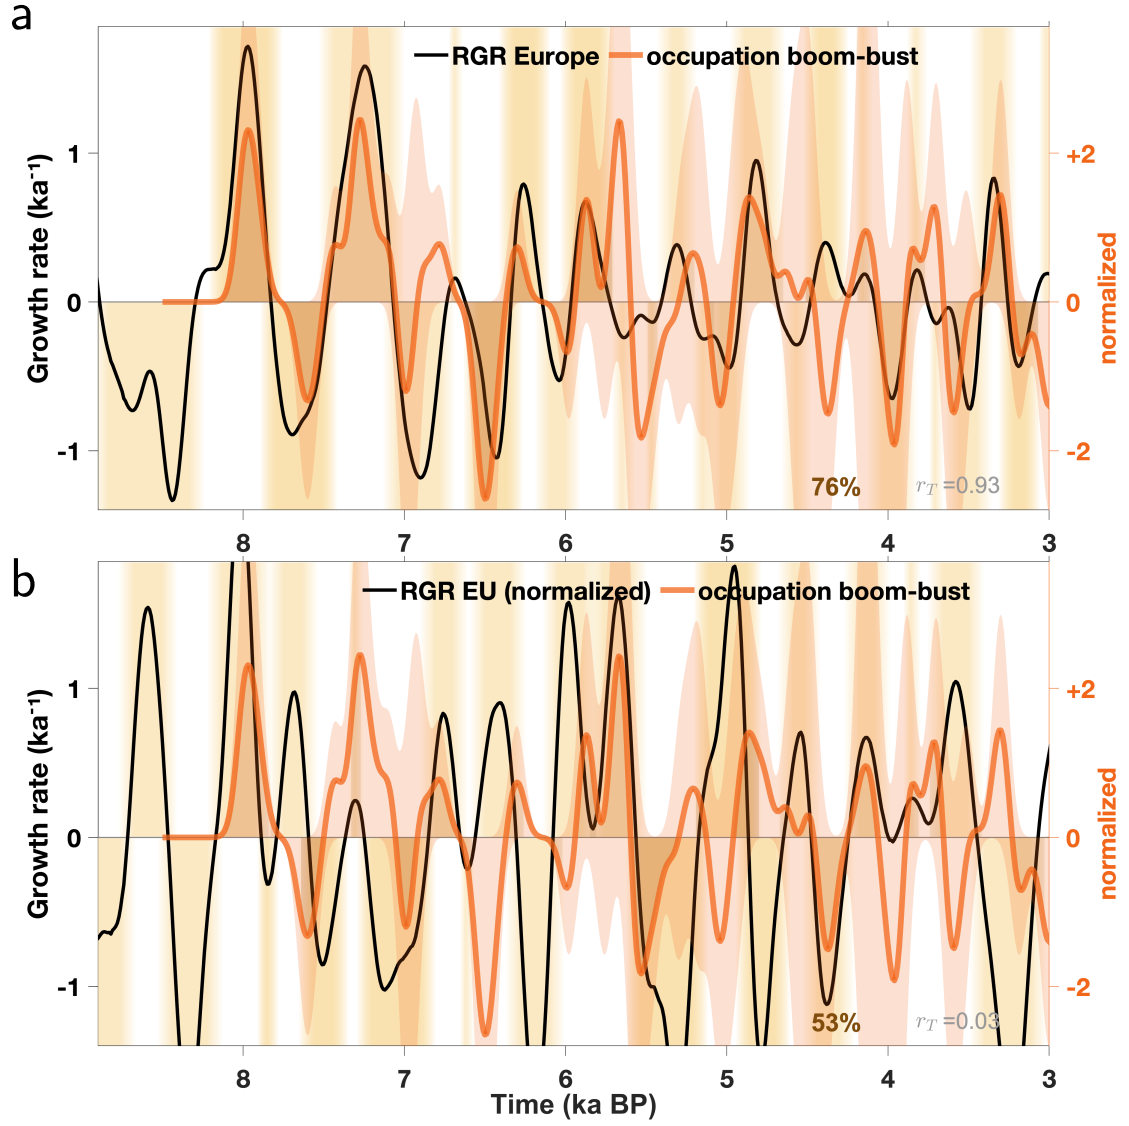 a
RGR Europe occupation boom-bust
Growth rate (ka⁻¹)
1
0
-1
+2
0
-2
normalized
76%
r_T=0.93
8 7 6 5 4 3
b
RGR EU (normalized) occupation boom-bust
Growth rate (ka⁻¹)
1
0
-1
+2
0
-2
normalized
53%
r_T=0.03
8 7 6 5 4 3
Time (ka BP)